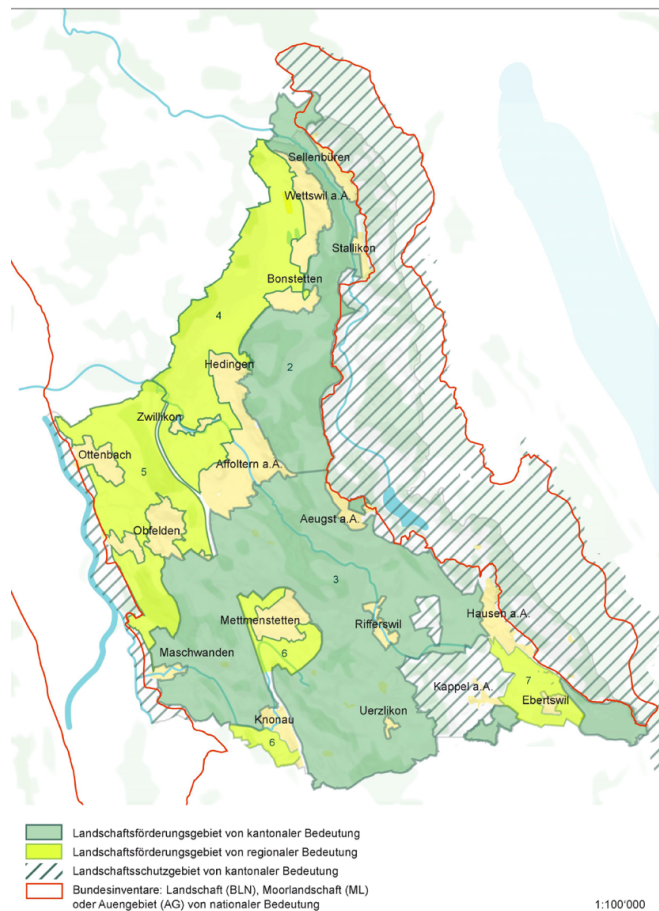 Sellenbüren
Wettswil a.A.
Stallikon
Bonstetten
4
2
Hedingen
Zwillikon
Ottenbach
5
Affoltern a.A.
Aeugst a.A.
Obfelden
3
Hausen a.A.
Mettmenstetten
Rifferswil
6
Maschwanden
Kappel a.A.
7
Ebertswil
Knonau
Uerzlikon
6
Landschaftsförderungsgebiet von kantonaler Bedeutung
Landschaftsförderungsgebiet von regionaler Bedeutung
Landschaftsschutzgebiet von kantonaler Bedeutung
Bundesinventare: Landschaft (BLN), Moorlandschaft (ML)
oder Auengebiet (AG) von nationaler Bedeutung
1:100'000